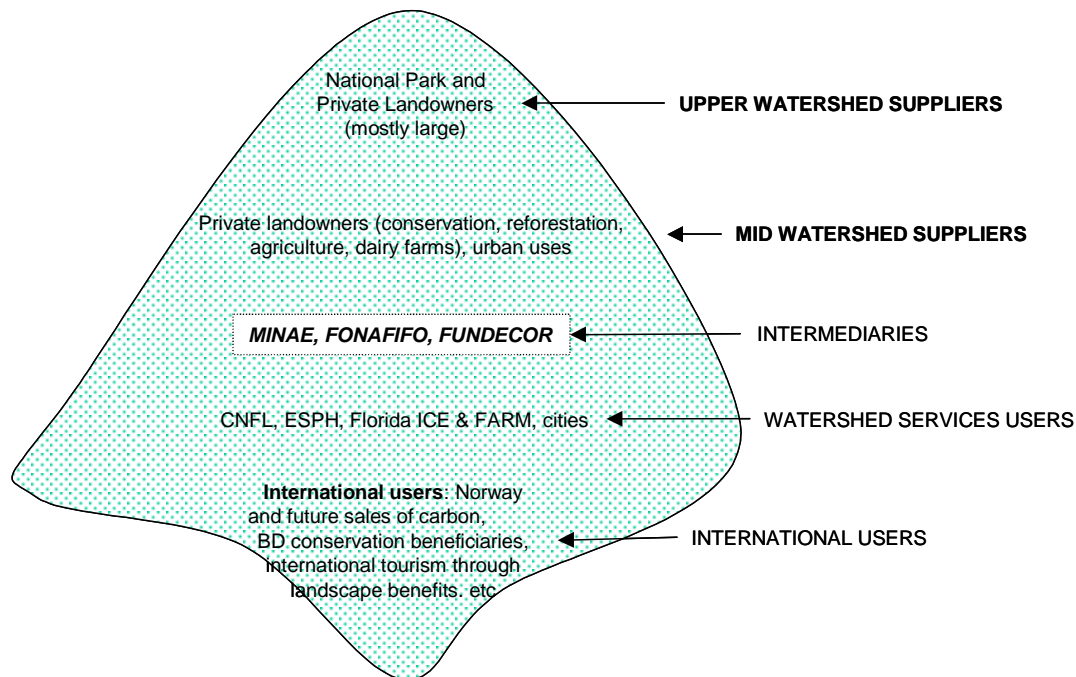 National Park and
Private Landowners
(mostly large)
UPPER WATERSHED SUPPLIERS
Private landowners (conservation, reforestation,
agriculture, dairy farms), urban uses
MID WATERSHED SUPPLIERS
MINAE, FONAFIFO, FUNDECOR
INTERMEDIARIES
CNFL, ESPH, Florida ICE & FARM, cities
WATERSHED SERVICES USERS
International users: Norway
and future sales of carbon,
BD conservation beneficiaries,
international tourism through
landscape benefits. etc
INTERNATIONAL USERS